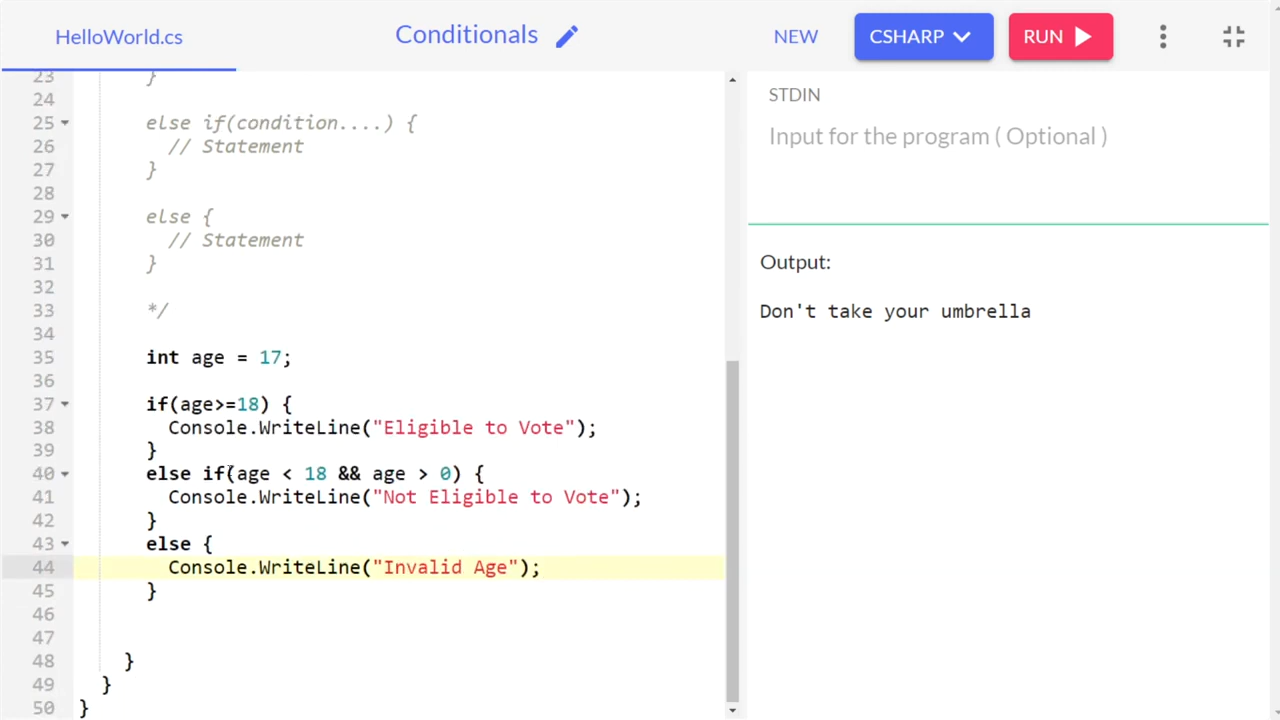 HelloWorld.cs
Conditionals
NEW
CSHARP
RUN
23 }
24
25 else if(condition....) {
26 // Statement
27 }
28
29 else {
30 // Statement
31 }
32
33 */
34
35 int age = 17;
36
37 if(age>=18) {
38 Console.WriteLine("Eligible to Vote");
39 }
40 else if(age < 18 && age > 0) {
41 Console.WriteLine("Not Eligible to Vote");
42 }
43 else {
44 Console.WriteLine("Invalid Age");
45 }
46
47
48 }
49 }
50 }
STDIN
Input for the program ( Optional )
Output:
Don't take your umbrella